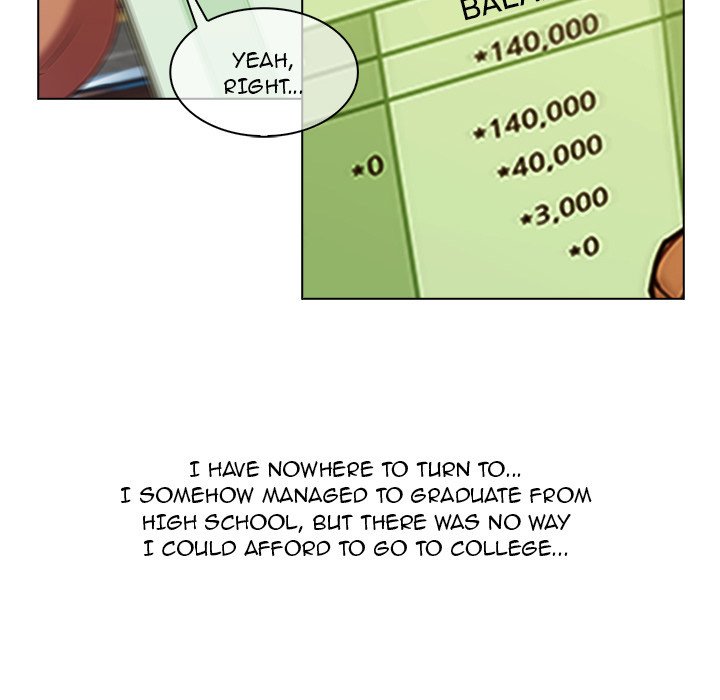 YEAH,
RIGHT...
*140,000
*140,000
*0
*40,000
*3,000
*0
I HAVE NOWHERE TO TURN TO...
I SOMEHOW MANAGED TO GRADUATE FROM
HIGH SCHOOL, BUT THERE WAS NO WAY
I COULD AFFORD TO GO TO COLLEGE...